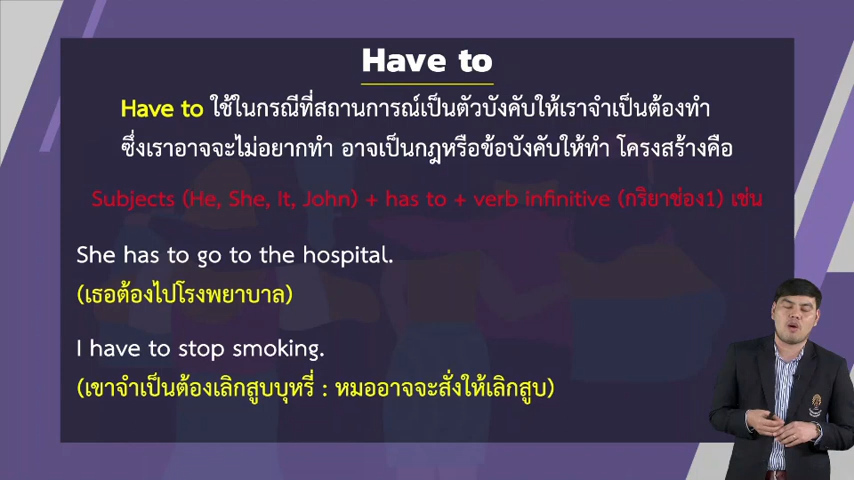 Have to
Have to ใช้ในกรณีที่สถานการณ์เป็นตัวบังคับให้เราจำเป็นต้องทำ
ซึ่งเราอาจจะไม่อยากทำ อาจเป็นกฎหรือข้อบังคับให้ทำ โครงสร้างคือ
Subjects (He, She, It, John) + has to + verb infinitive (กริยาช่อง1) เช่น
She has to go to the hospital.
(เธอต้องไปโรงพยาบาล)
I have to stop smoking.
(เขาจำเป็นต้องเลิกสูบบุหรี่ : หมออาจจะสั่งให้เลิกสูบ)